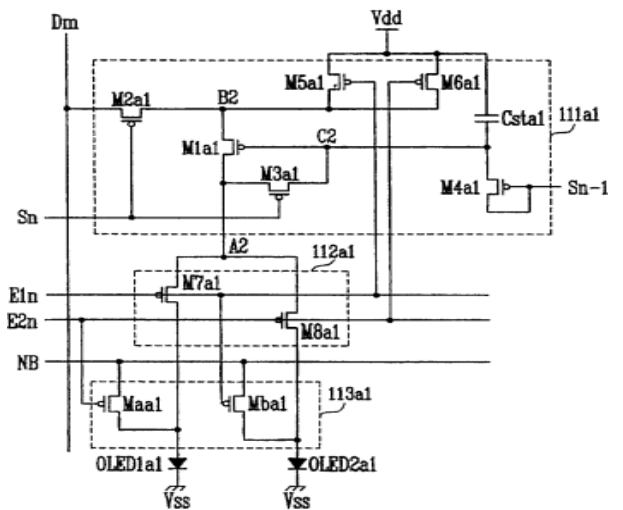 Dm
Vdd
M5a1
M6a1
M2a1
B2
Csta1
111a1
M1a1
C2
M3a1
M4a1
Sn-1
Sn
A2
112a1
M7a1
E1n
E2n
M8a1
NB
113a1
Maa1
Mba1
OLED1a1
OLED2a1
Vss
Vss